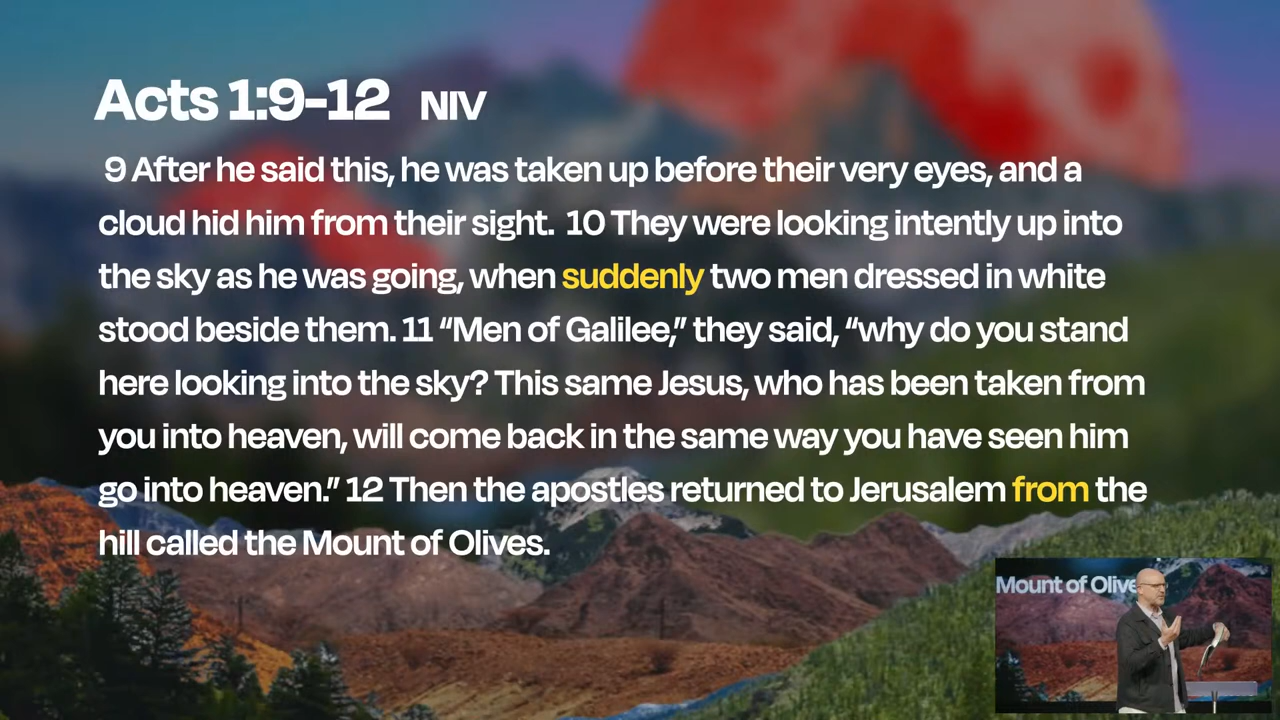 Acts 1:9-12 NIV
9 After he said this, he was taken up before their very eyes, and a
cloud hid him from their sight. 10 They were looking intently up into
the sky as he was going, when suddenly two men dressed in white
stood beside them. 11 “Men of Galilee,” they said, “why do you stand
here looking into the sky? This same Jesus, who has been taken from
you into heaven, will come back in the same way you have seen him
go into heaven.” 12 Then the apostles returned to Jerusalem from the
hill called the Mount of Olives.
Mount of Olive